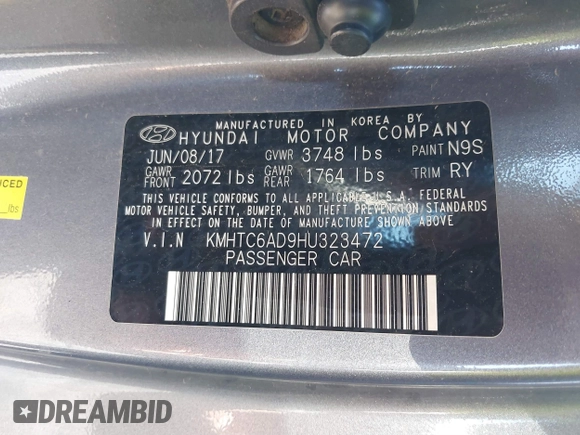 MANUFACTURED IN KOREA BY
HYUNDAI MOTOR COMPANY
JUN/08/17 GVWR 3748 lbs PAINT N9S
GAWR FRONT 2072 lbs GAWR REAR 1764 lbs TRIM RY
THIS VEHICLE CONFORMS TO ALL APPLICABLE U.S.A. FEDERAL
MOTOR VEHICLE SAFETY, BUMPER, AND THEFT PREVENTION
STANDARDS IN EFFECT ON THE DATE OF MANUFACTURE SHOWN ABOVE
V.I.N KMHTC6AD9HU323472
PASSENGER CAR
UCED
lbs
DREAMBID